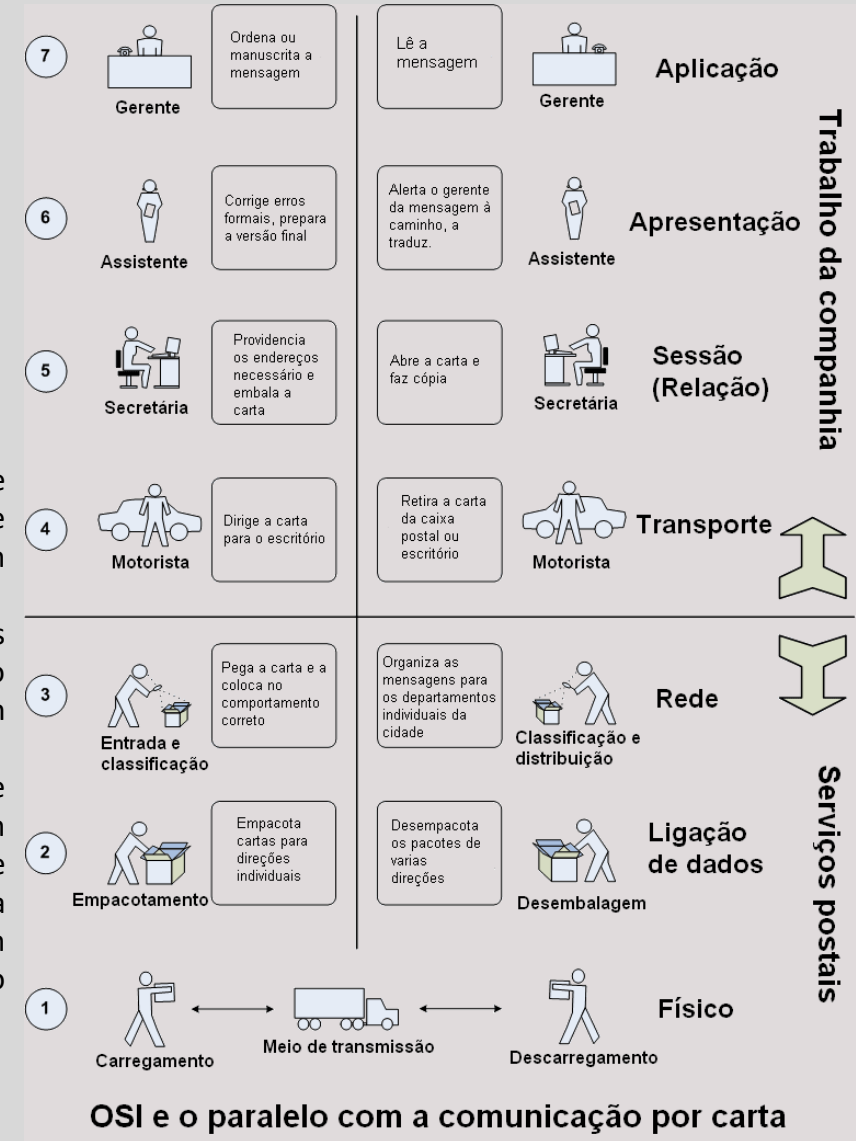 7
Gerente
Ordena ou
manuscrita a
mensagem
Lê a
mensagem
Gerente
Aplicação
6
Assistente
Corrige erros
formais, prepara
a versão final
Alerta o gerente
da mensagem à
caminho, a
traduz.
Assistente
Apresentação
5
Secretária
Providencia
os endereços
necessário e
embala a
carta
Abre a carta e
faz cópia
Secretária
Sessão
(Relação)
Trabalho da companhia
4
Motorista
Dirige a carta
para o escritório
Retira a carta
da caixa
postal ou
escritório
Motorista
Transporte
3
Entrada e
classificação
Pega a carta e a
coloca no
comportamento
correto
Organiza as
mensagens para
os departamentos
individuais da
cidade
Classificação e
distribuição
Rede
2
Empacotamento
Empacota
cartas para
direções
individuais
Desempacota
os pacotes de
varias
direções
Desembalagem
Ligação
de dados
Serviços postais
1
Carregamento
Meio de transmissão
Descarregamento
Físico
OSI e o paralelo com a comunicação por carta